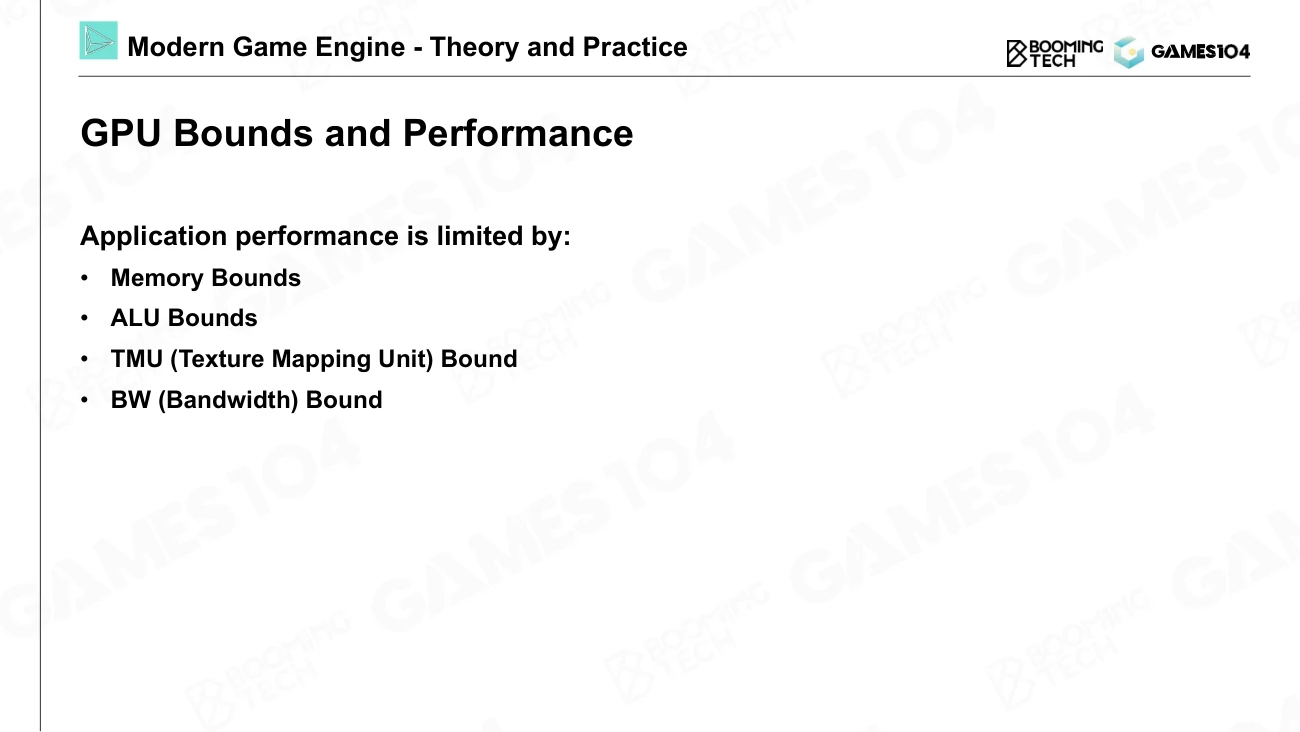 Modern Game Engine - Theory and Practice
BOOMING
TECH
GAMES104
GPU Bounds and Performance
Application performance is limited by:
• Memory Bounds
• ALU Bounds
• TMU (Texture Mapping Unit) Bound
• BW (Bandwidth) Bound